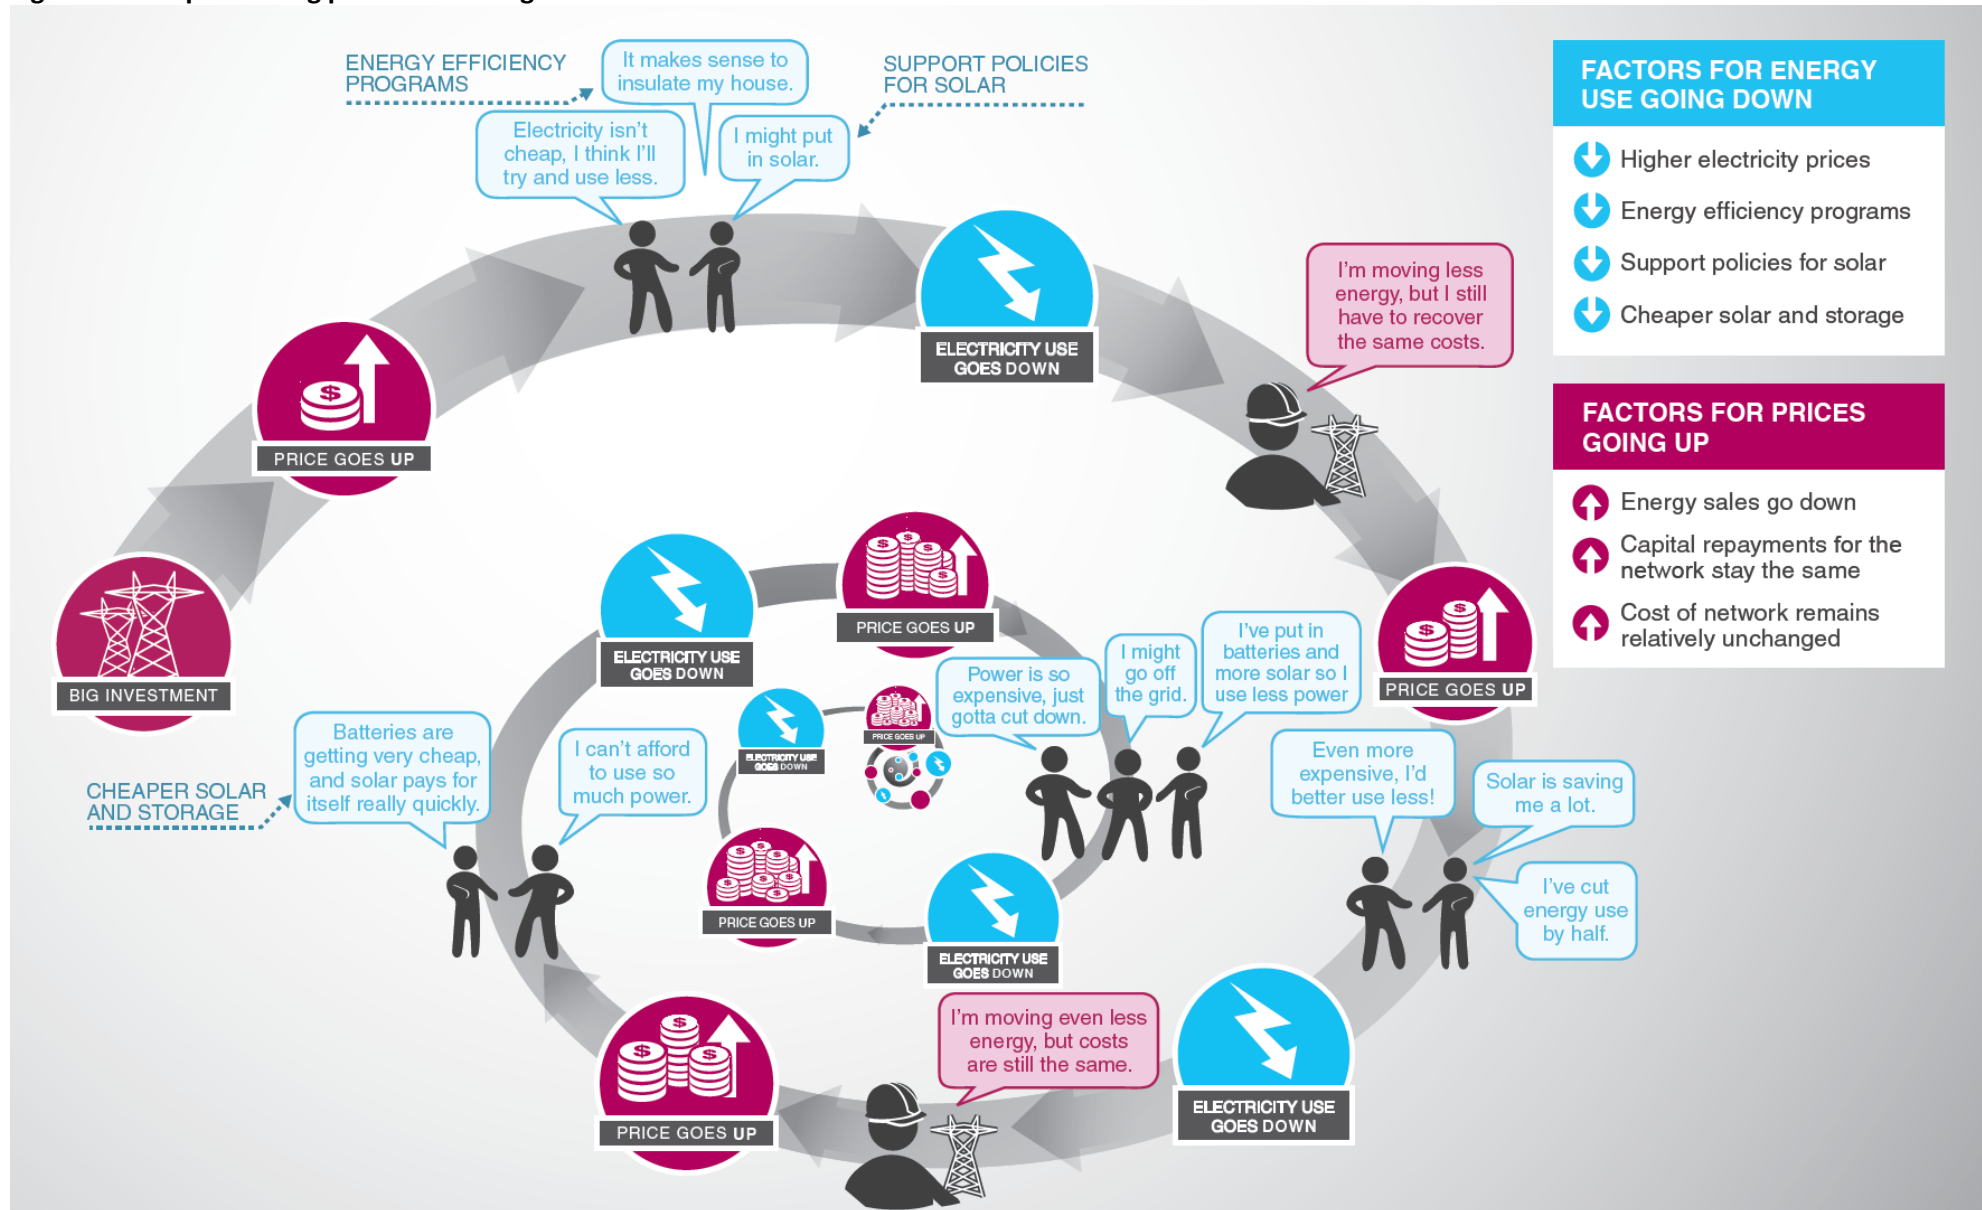 ENERGY EFFICIENCY
PROGRAMS
It makes sense to
insulate my house.
SUPPORT POLICIES
FOR SOLAR
Electricity isn't
cheap, I think I'll
try and use less.
I might put
in solar.
FACTORS FOR ENERGY
USE GOING DOWN
Higher electricity prices
Energy efficiency programs
Support policies for solar
Cheaper solar and storage
FACTORS FOR PRICES
GOING UP
Energy sales go down
Capital repayments for the
network stay the same
Cost of network remains
relatively unchanged
BIG INVESTMENT
$
PRICE GOES UP
ELECTRICITY USE
GOES DOWN
I'm moving less
energy, but I still
have to recover
the same costs.
$
$
PRICE GOES UP
Even more
expensive, I'd
better use less!
Solar is saving
me a lot.
I've cut
energy use
by half.
ELECTRICITY USE
GOES DOWN
I'm moving even less
energy, but costs
are still the same.
$
$
$
PRICE GOES UP
CHEAPER SOLAR
AND STORAGE
Batteries are
getting very cheap,
and solar pays for
itself really quickly.
I can't afford
to use so
much power.
ELECTRICITY USE
GOES DOWN
$
$
$
$
PRICE GOES UP
Power is so
expensive, just
gotta cut down.
I might
go off
the grid.
I've put in
batteries and
more solar so I
use less power
ELECTRICITY USE
GOES DOWN
$
$
$
$
$
$
$
PRICE GOES UP
ELECTRICITY USE
GOES DOWN
PRICE GOES UP